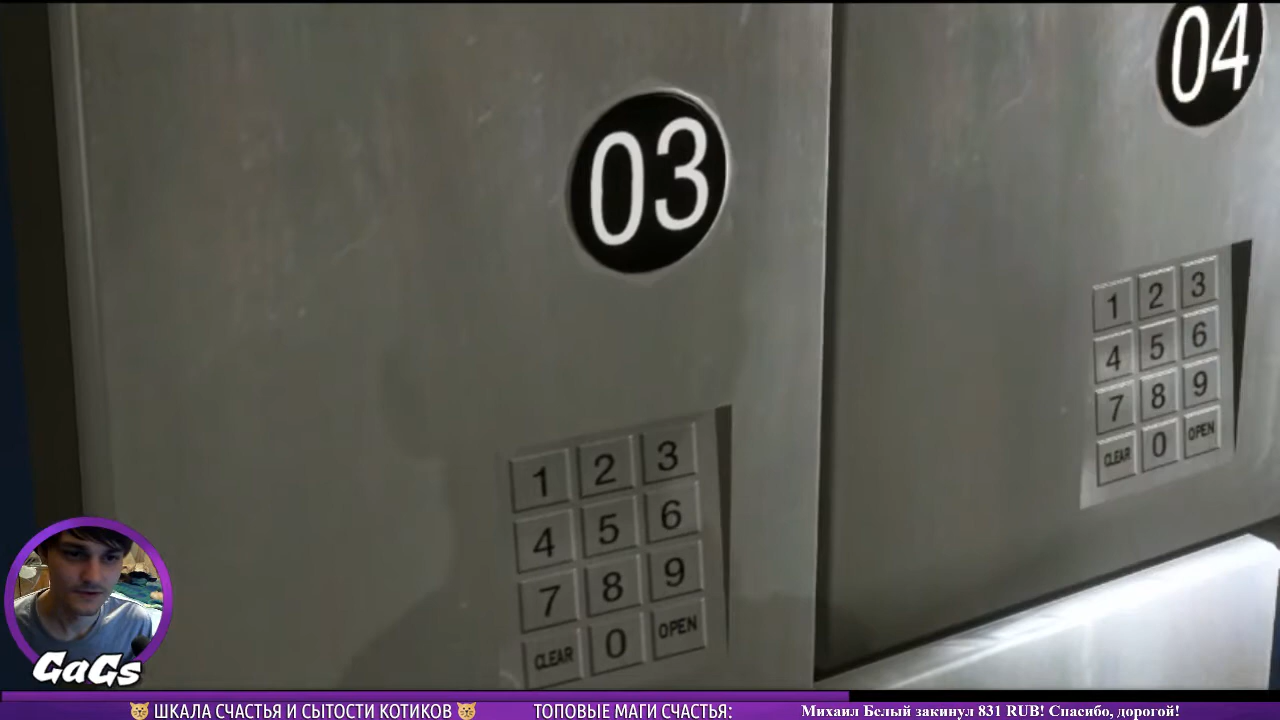 04
03
1 2 3
4 5 6
7 8 9
CLEAR 0 OPEN
1 2 3
4 5 6
7 8 9
CLEAR 0 OPEN
GaGs
ШКАЛА СЧАСТЬЯ И СЫТОСТИ КОТИКОВ
ТОПОВЫЕ МАГИ СЧАСТЬЯ:
Михаил Белый закинул 831 RUB! Спасибо, дорогой!